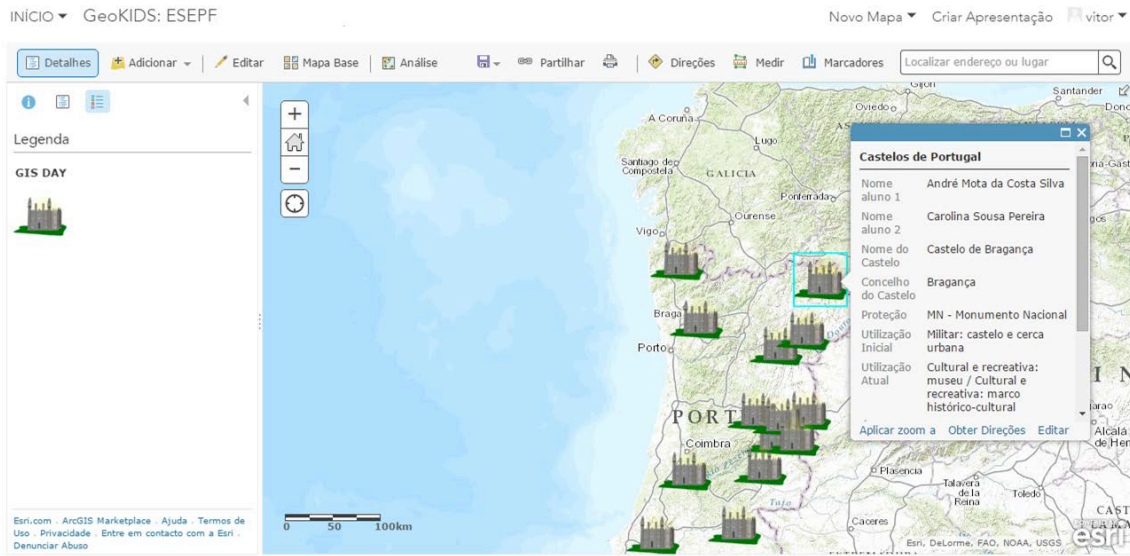 INÍCIO GeoKIDS: ESEPF Novo Mapa Criar Apresentação vitor
Detalhes Adicionar Editar Mapa Base Análise Partilhar Direções Medir Marcadores Localizar endereço ou lugar
Legenda
GIS DAY
Esri.com . ArcGIS Marketplace . Ajuda . Termos de
Uso . Privacidade . Entre em contacto com a Esri .
Denunciar Abuso
Gijon
Santander
Oviedo
A Coruña
Lugo
Santiago de
Compostela
GALICIA
Ponferrada
Ourense
Vigo
Braga
Porto
PORT
Coimbra
Plasencia
Talavera
de la
Reina
Toledo
Tajo
Caceres
Alcalá
de Her
CAST
0 50 100km
Esri, DeLorme, FAO, NOAA, USGS
esri
Castelos de Portugal
Nome
aluno 1
André Mota da Costa Silva
Nome
aluno 2
Carolina Sousa Pereira
Nome do
Castelo
Castelo de Bragança
Concelho
do Castelo
Bragança
Proteção
MN - Monumento Nacional
Utilização
Inicial
Militar: castelo e cerca
urbana
Utilização
Atual
Cultural e recreativa:
museu / Cultural e
recreativa: marco
histórico-cultural
Aplicar zoom a Obter Direções Editar